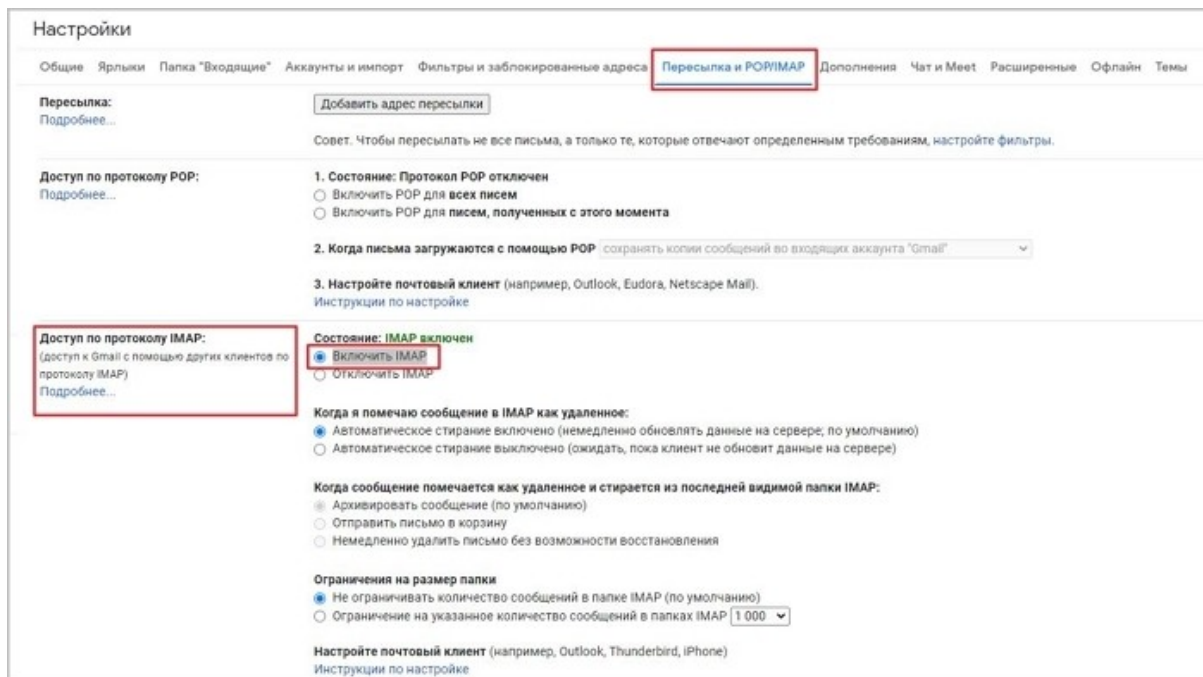 Настройки
Общие Ярлыки Папка "Входящие" Аккаунты и импорт Фильтры и заблокированные адреса Пересылка и POP/IMAP Дополнения Чат и Meet Расширенные Офлайн Темы
Пересылка:
Подробнее...
Добавить адрес пересылки
Совет. Чтобы пересылать не все письма, а только те, которые отвечают определенным требованиям, настройте фильтры.
Доступ по протоколу POP:
Подробнее...
1. Состояние: Протокол POP отключен
Включить POP для всех писем
Включить POP для писем, полученных с этого момента
2. Когда письма загружаются с помощью POP сохранять копии сообщений во входящих аккаунта "Gmail"
3. Настройте почтовый клиент (например, Outlook, Eudora, Netscape Mail).
Инструкции по настройке
Доступ по протоколу IMAP:
(доступ к Gmail с помощью других клиентов по
протоколу IMAP)
Подробнее...
Состояние: IMAP включен
Включить IMAP
Отключить IMAP
Когда я помечаю сообщение в IMAP как удаленное:
Автоматическое стирание включено (немедленно обновлять данные на сервере; по умолчанию)
Автоматическое стирание выключено (ожидать, пока клиент не обновит данные на сервере)
Когда сообщение помечается как удаленное и стирается из последней видимой папки IMAP:
Архивировать сообщение (по умолчанию)
Отправить письмо в корзину
Немедленно удалить письмо без возможности восстановления
Ограничения на размер папки
Не ограничивать количество сообщений в папке IMAP (по умолчанию)
Ограничение на указанное количество сообщений в папках IMAP 1 000
Настройте почтовый клиент (например, Outlook, Thunderbird, iPhone)
Инструкции по настройке